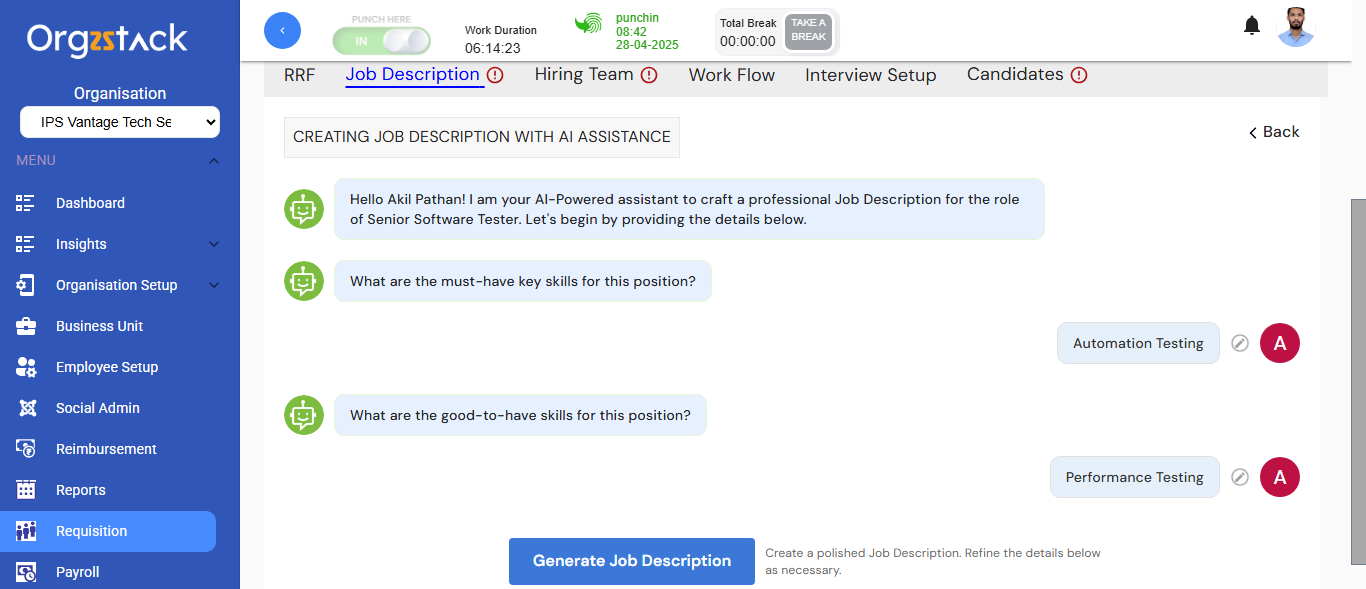 Orgzstack
Organisation
IPS Vantage Tech Se
MENU
Dashboard
Insights
Organisation Setup
Business Unit
Employee Setup
Social Admin
Reimbursement
Reports
Requisition
Payroll
PUNCH HERE
IN
Work Duration
06:14:23
punchin
08:42
28-04-2025
Total Break
00:00:00
TAKE A
BREAK
RRF Job Description Hiring Team Work Flow Interview Setup Candidates
CREATING JOB DESCRIPTION WITH AI ASSISTANCE
Back
Hello Akil Pathan! I am your AI-Powered assistant to craft a professional Job Description for the role
of Senior Software Tester. Let's begin by providing the details below.
What are the must-have key skills for this position?
Automation Testing
A
What are the good-to-have skills for this position?
Performance Testing
A
Generate Job Description
Create a polished Job Description. Refine the details below
as necessary.